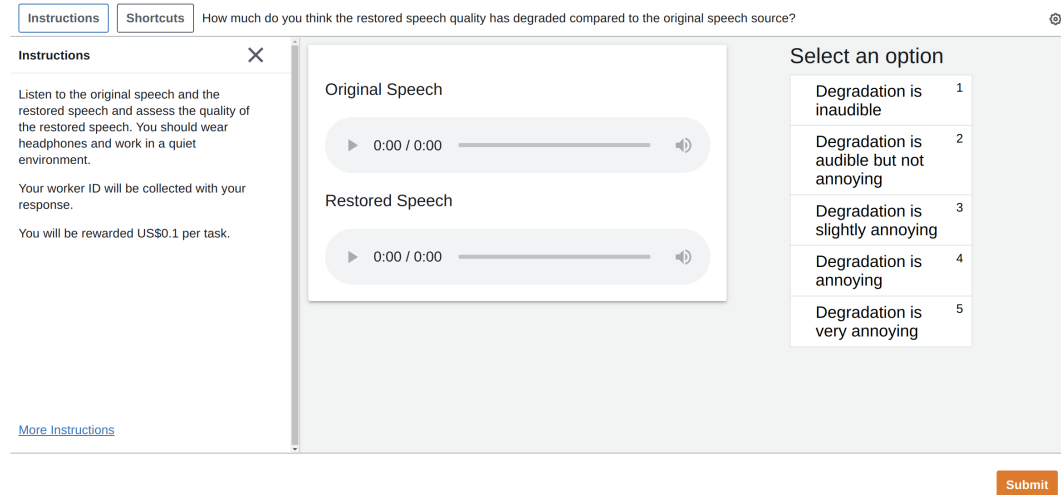 Instructions
Shortcuts
How much do you think the restored speech quality has degraded compared to the original speech source?
Instructions
Listen to the original speech and the
restored speech and assess the quality of
the restored speech. You should wear
headphones and work in a quiet
environment.
Your worker ID will be collected with your
response.
You will be rewarded US$0.1 per task.
More Instructions
Original Speech
0:00 / 0:00
Restored Speech
0:00 / 0:00
Select an option
Degradation is 1
inaudible
Degradation is 2
audible but not
annoying
Degradation is 3
slightly annoying
Degradation is 4
annoying
Degradation is 5
very annoying
Submit